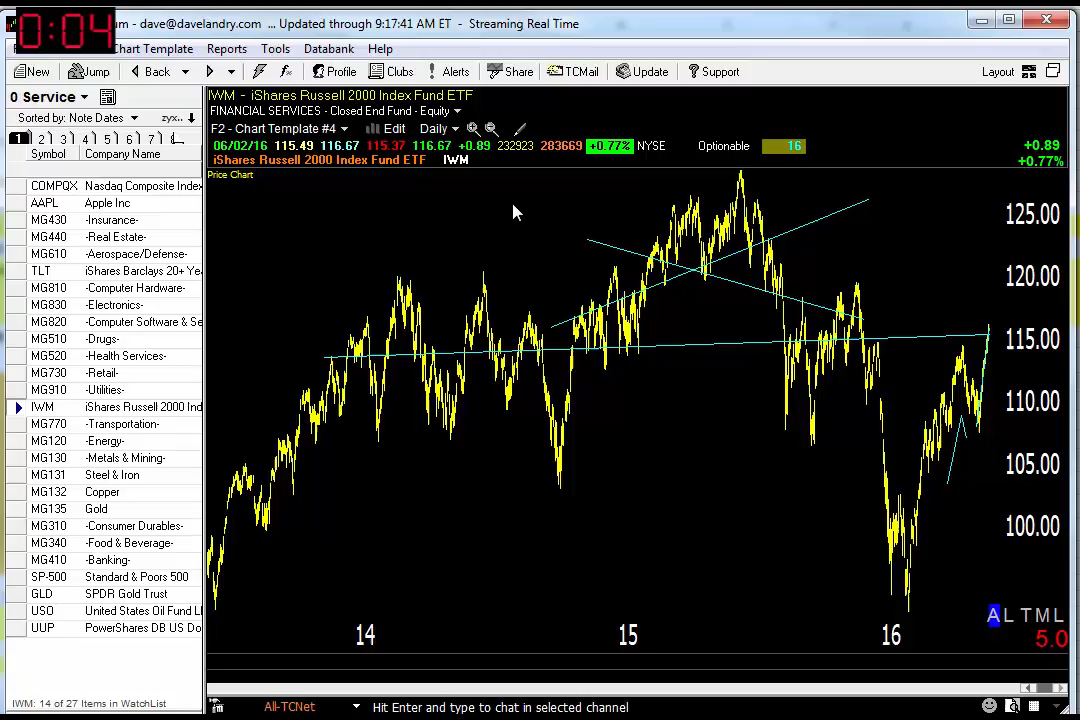 0:04
um - dave@davelandry.com ... Updated through 9:17:41 AM ET - Streaming Real Time
Chart Template Reports Tools Databank Help
New Jump Back Profile Clubs Alerts Share TCMail Update Support Layout
0 Service
Sorted by: Note Dates zyx..
1 2 3 4 5 6 7
Symbol Company Name
COMPQX Nasdaq Composite Index
AAPL Apple Inc
MG430 -Insurance-
MG440 -Real Estate-
MG610 -Aerospace/Defense-
TLT iShares Barclays 20+ Ye
MG810 -Computer Hardware-
MG830 -Electronics-
MG820 -Computer Software & Se
MG510 -Drugs-
MG520 -Health Services-
MG730 -Retail-
MG910 -Utilities-
IWM iShares Russell 2000 Ind
MG770 -Transportation-
MG120 -Energy-
MG130 -Metals & Mining-
MG131 Steel & Iron
MG132 Copper
MG135 Gold
MG310 -Consumer Durables-
MG340 -Food & Beverage-
MG410 -Banking-
SP-500 Standard & Poors 500
GLD SPDR Gold Trust
USO United States Oil Fund L
UUP PowerShares DB US Do
IWM: 14 of 27 Items in WatchList
IWM - iShares Russell 2000 Index Fund ETF
FINANCIAL SERVICES - Closed End Fund - Equity
F2 - Chart Template #4 Edit Daily
06/02/16 115.49 116.67 115.37 116.67 +0.89 232923 283669 +0.77% NYSE Optionable 16 +0.89
iShares Russell 2000 Index Fund ETF IWM +0.77%
Price Chart
125.00
120.00
115.00
110.00
105.00
100.00
A L T M L
5.0
14 15 16
All-TCNet Hit Enter and type to chat in selected channel